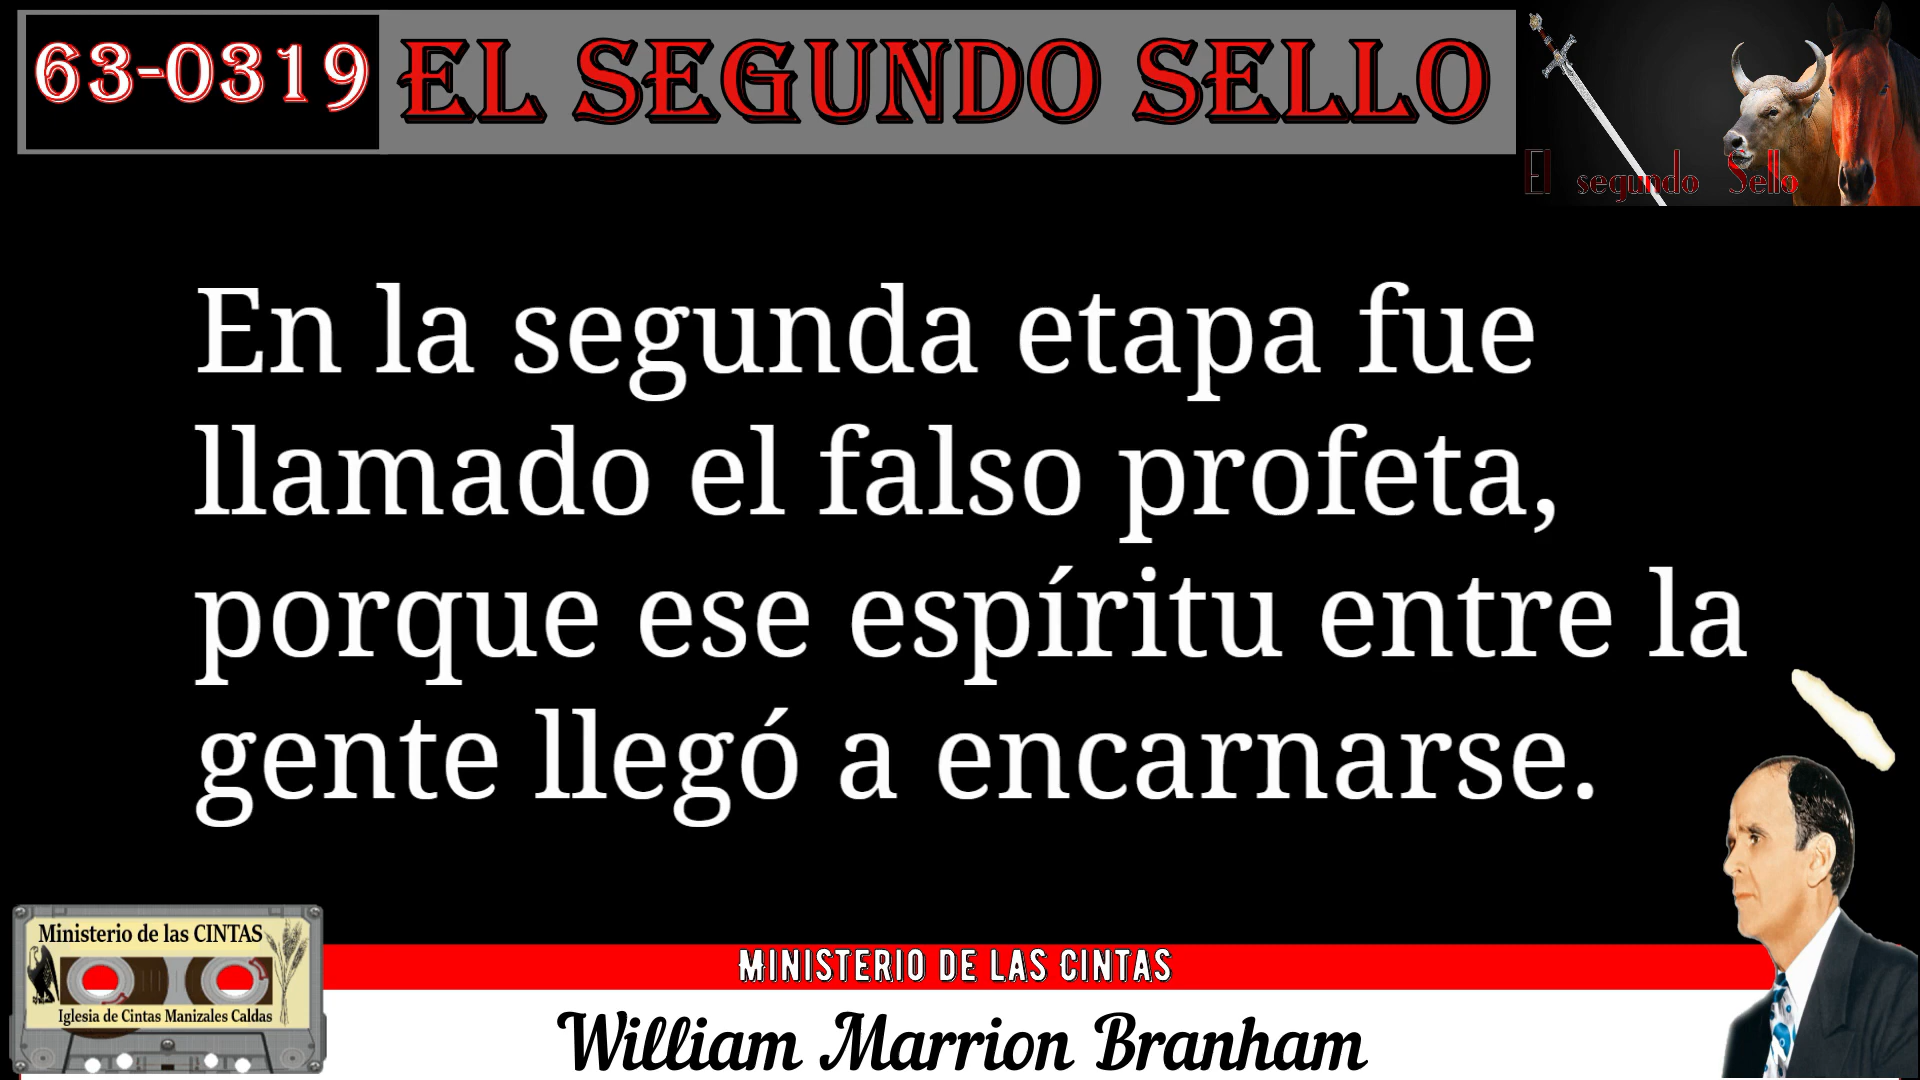 63-0319 EL SEGUNDO SELLO
El segundo Sello
En la segunda etapa fue
llamado el falso profeta,
porque ese espíritu entre la
gente llegó a encarnarse.
Ministerio de las CINTAS
Iglesia de Cintas Manizales Caldas
MINISTERIO DE LAS CINTAS
William Marrion Branham